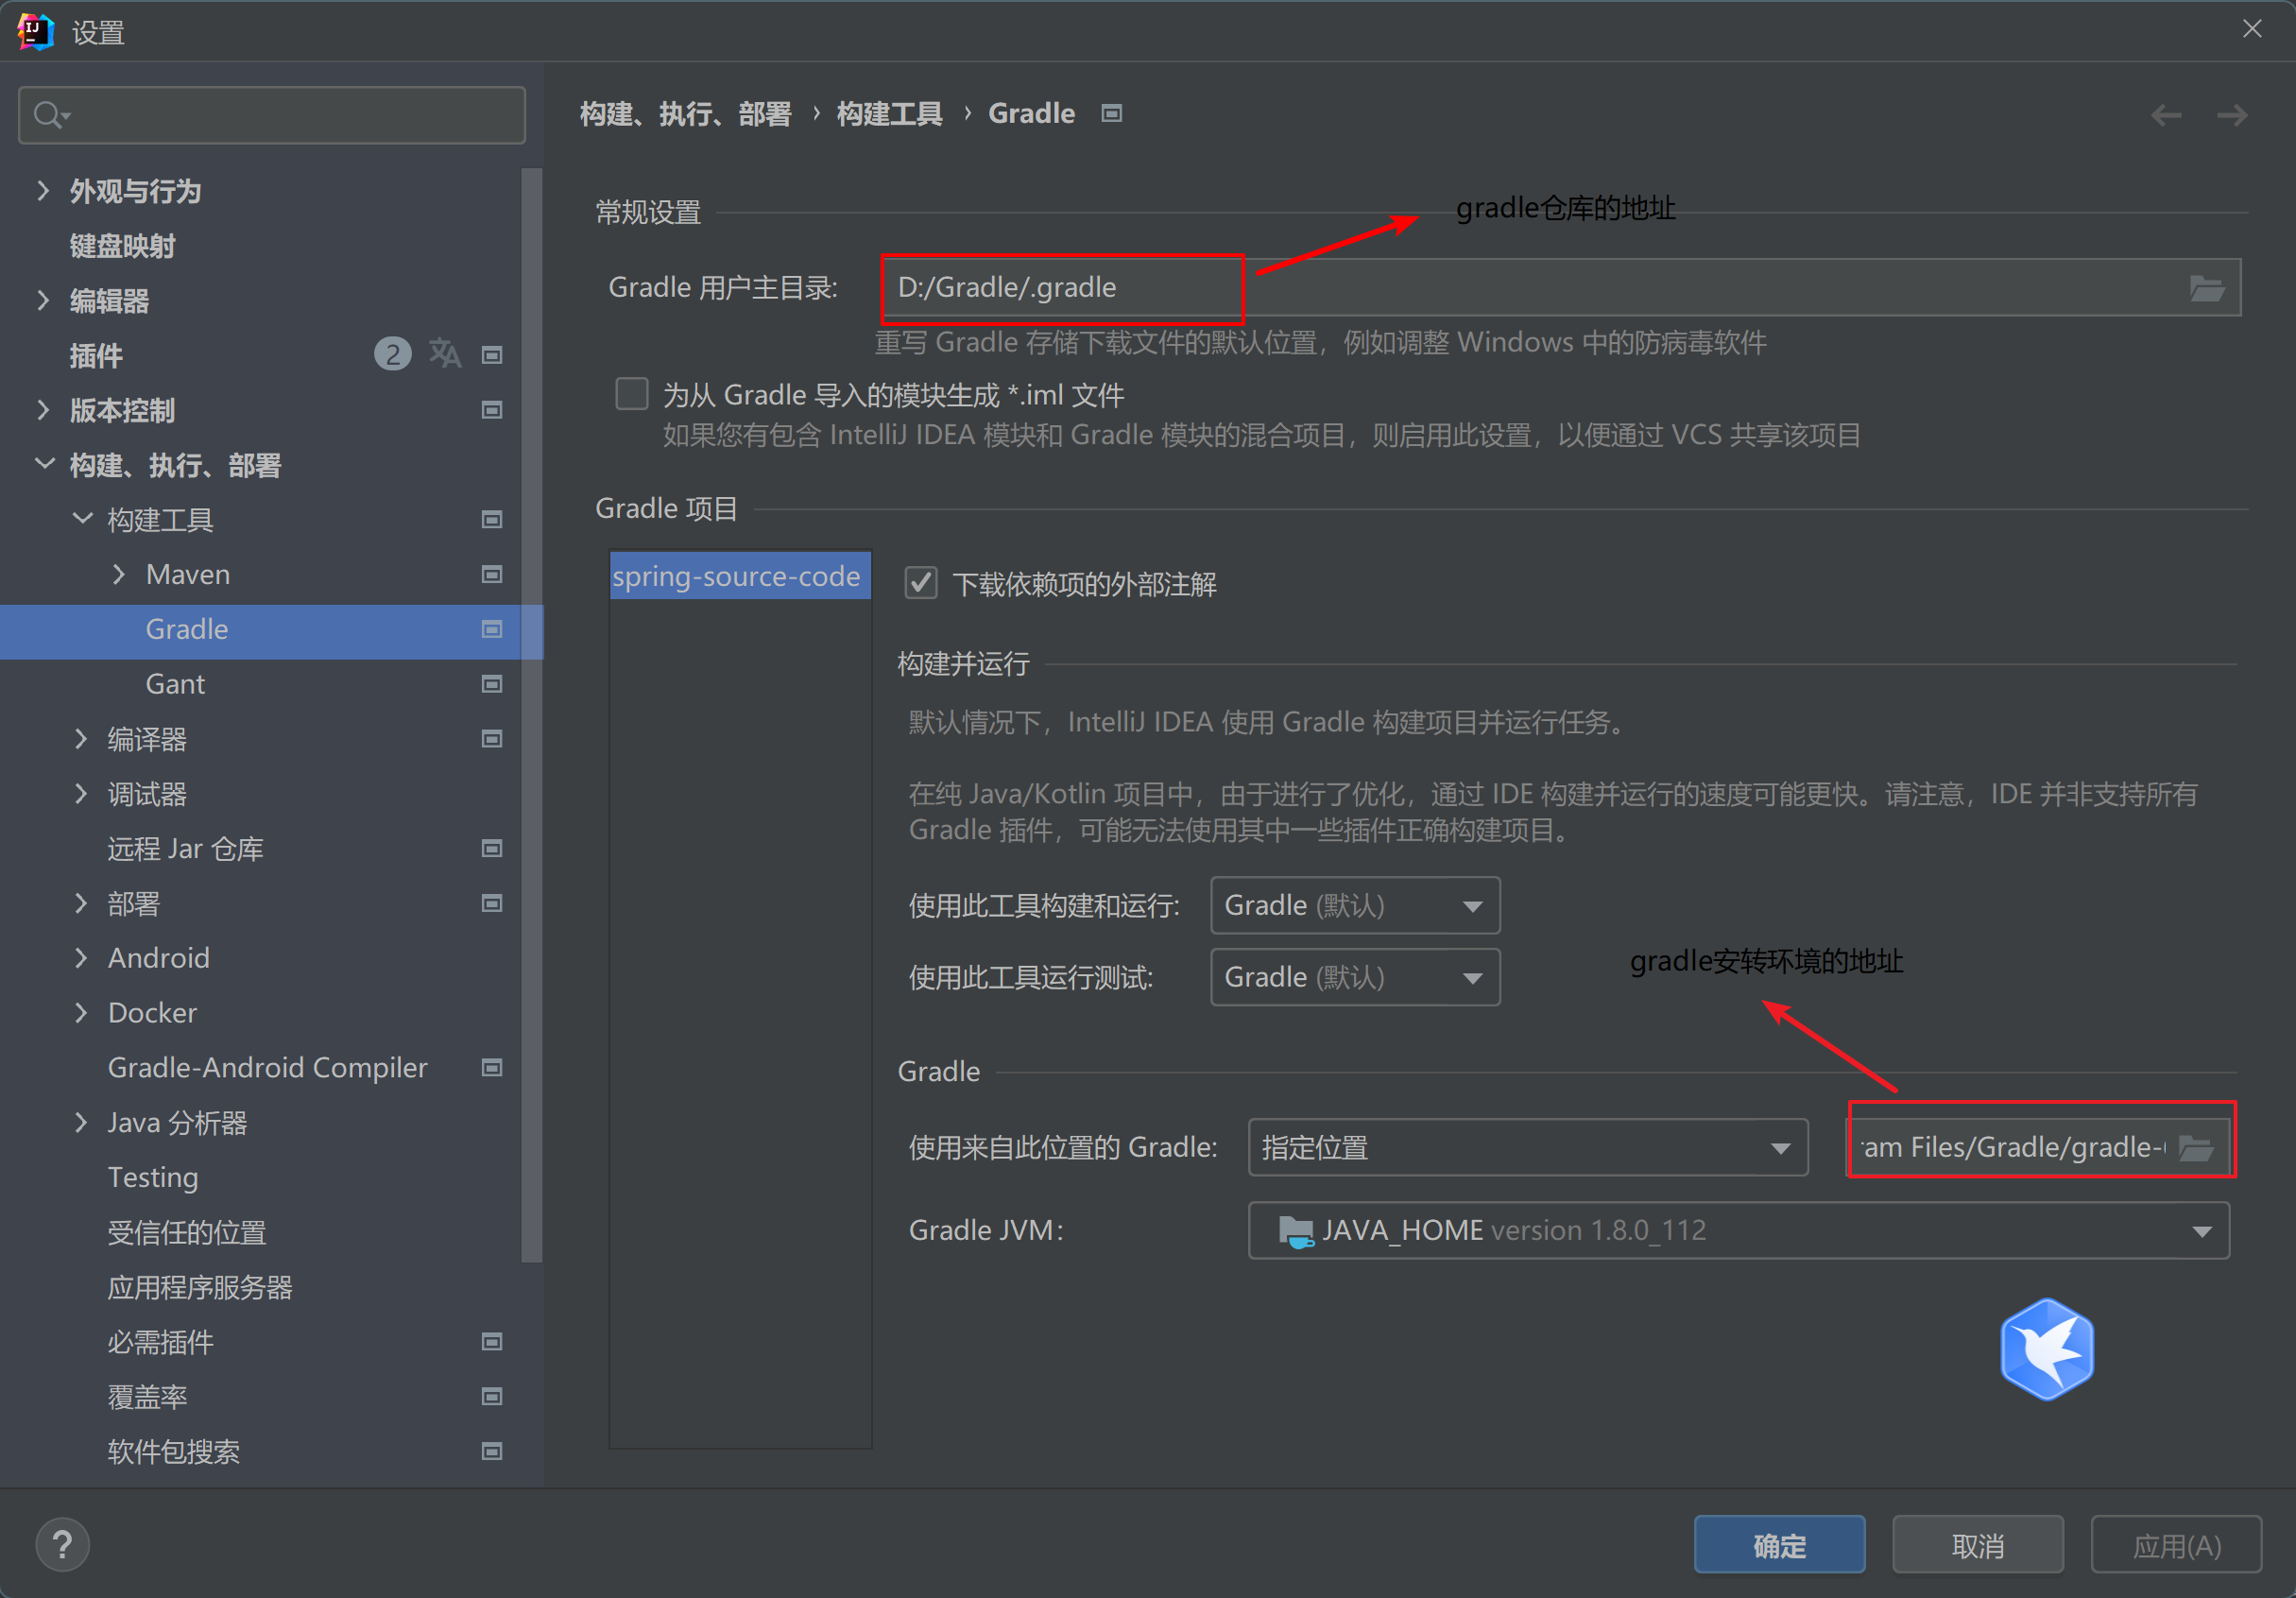 设置
构建、执行、部署 › 构建工具 › Gradle
外观与行为
键盘映射
编辑器
插件 2
版本控制
构建、执行、部署
构建工具
Maven
Gradle
Gant
编译器
调试器
远程 Jar 仓库
部署
Android
Docker
Gradle-Android Compiler
Java 分析器
Testing
受信任的位置
应用程序服务器
必需插件
覆盖率
软件包搜索
常规设置
gradle仓库的地址
Gradle 用户主目录: D:/Gradle/.gradle
重写 Gradle 存储下载文件的默认位置，例如调整 Windows 中的防病毒软件
为从 Gradle 导入的模块生成 *.iml 文件
如果您有包含 IntelliJ IDEA 模块和 Gradle 模块的混合项目，则启用此设置，以便通过 VCS 共享该项目
Gradle 项目
spring-source-code
下载依赖项的外部注解
构建并运行
默认情况下，IntelliJ IDEA 使用 Gradle 构建项目并运行任务。
在纯 Java/Kotlin 项目中，由于进行了优化，通过 IDE 构建并运行的速度可能更快。请注意，IDE 并非支持所有
Gradle 插件，可能无法使用其中一些插件正确构建项目。
使用此工具构建和运行: Gradle (默认)
使用此工具运行测试: Gradle (默认)
gradle安转环境的地址
Gradle
使用来自此位置的 Gradle: 指定位置 am Files/Gradle/gradle-
Gradle JVM: JAVA_HOME version 1.8.0_112
? 确定 取消 应用(A)